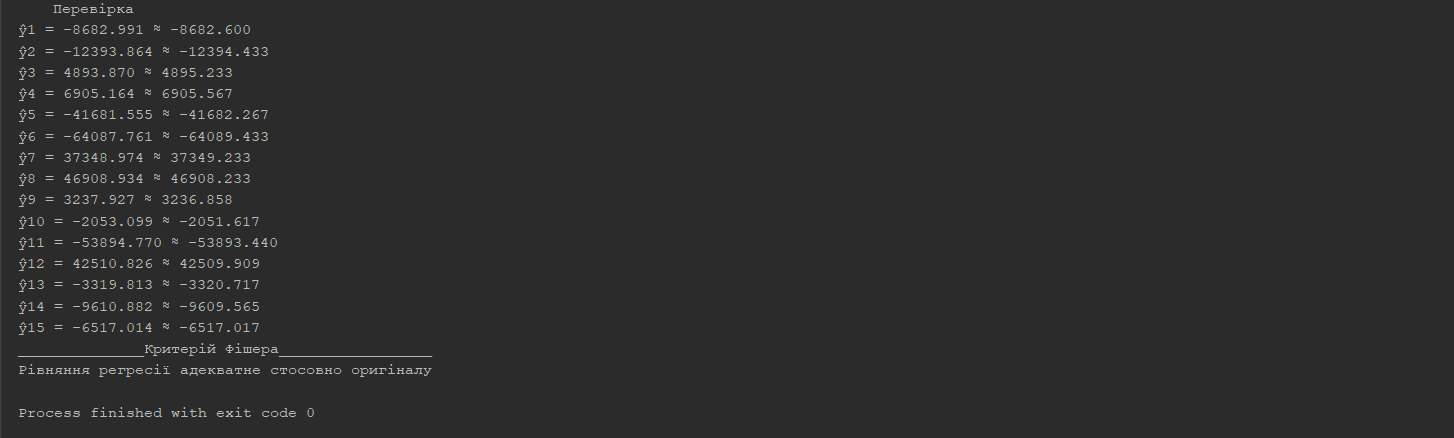 Перевірка
ŷ1 = -8682.991 ≈ -8682.600
ŷ2 = -12393.864 ≈ -12394.433
ŷ3 = 4893.870 ≈ 4895.233
ŷ4 = 6905.164 ≈ 6905.567
ŷ5 = -41681.555 ≈ -41682.267
ŷ6 = -64087.761 ≈ -64089.433
ŷ7 = 37348.974 ≈ 37349.233
ŷ8 = 46908.934 ≈ 46908.233
ŷ9 = 3237.927 ≈ 3236.858
ŷ10 = -2053.099 ≈ -2051.617
ŷ11 = -53894.770 ≈ -53893.440
ŷ12 = 42510.826 ≈ 42509.909
ŷ13 = -3319.813 ≈ -3320.717
ŷ14 = -9610.882 ≈ -9609.565
ŷ15 = -6517.014 ≈ -6517.017
______________Критерій Фішера_________________
Рівняння регресії адекватне стосовно оригіналу
Process finished with exit code 0